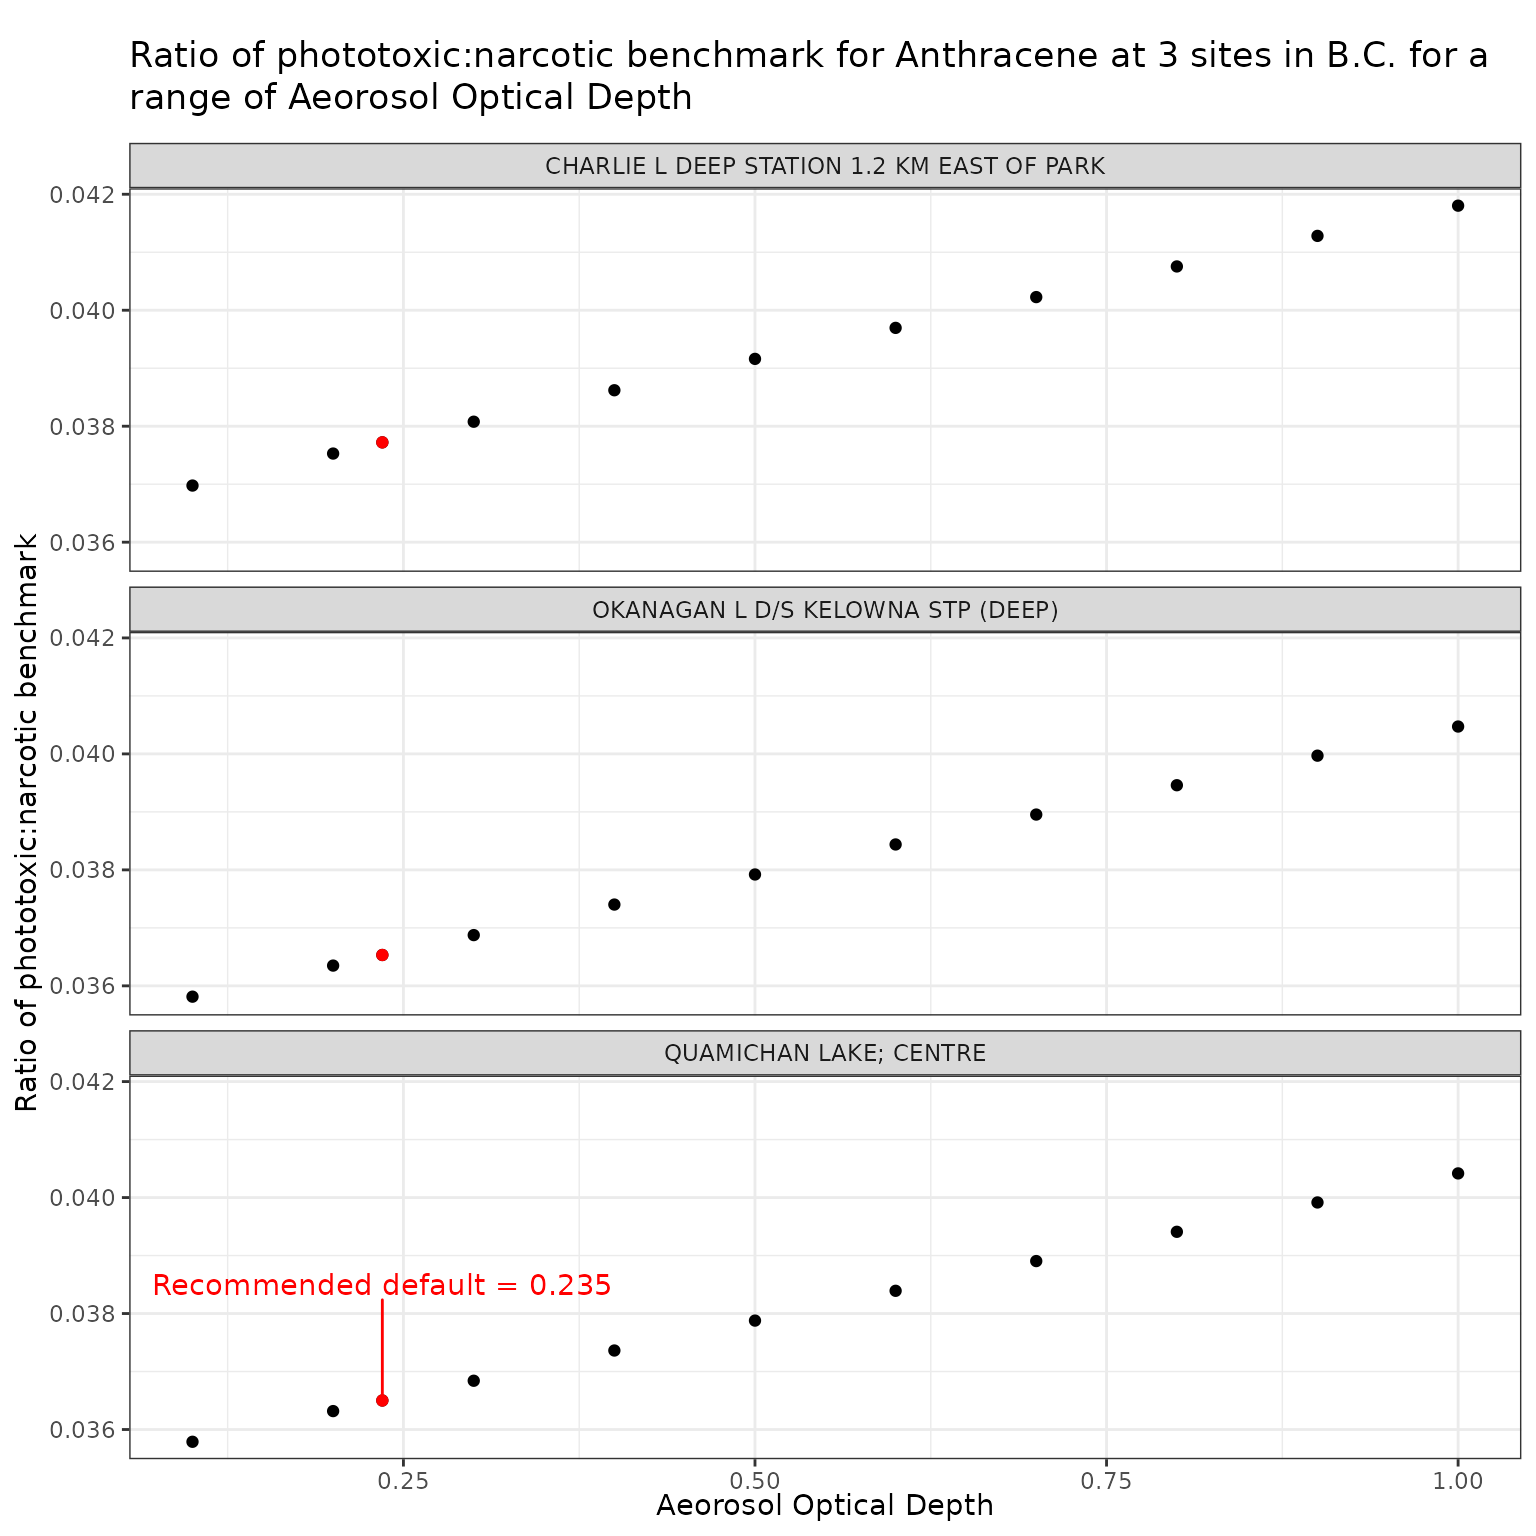 Ratio of phototoxic:narcotic benchmark for Anthracene at 3 sites in B.C. for a
range of Aeorosol Optical Depth
CHARLIE L DEEP STATION 1.2 KM EAST OF PARK
0.042
0.040
0.038
0.036
OKANAGAN L D/S KELOWNA STP (DEEP)
0.042
0.040
0.038
0.036
QUAMICHAN LAKE; CENTRE
0.042
0.040
0.038
0.036
Recommended default = 0.235
Ratio of phototoxic:narcotic benchmark
0.25 0.50 0.75 1.00
Aeorosol Optical Depth